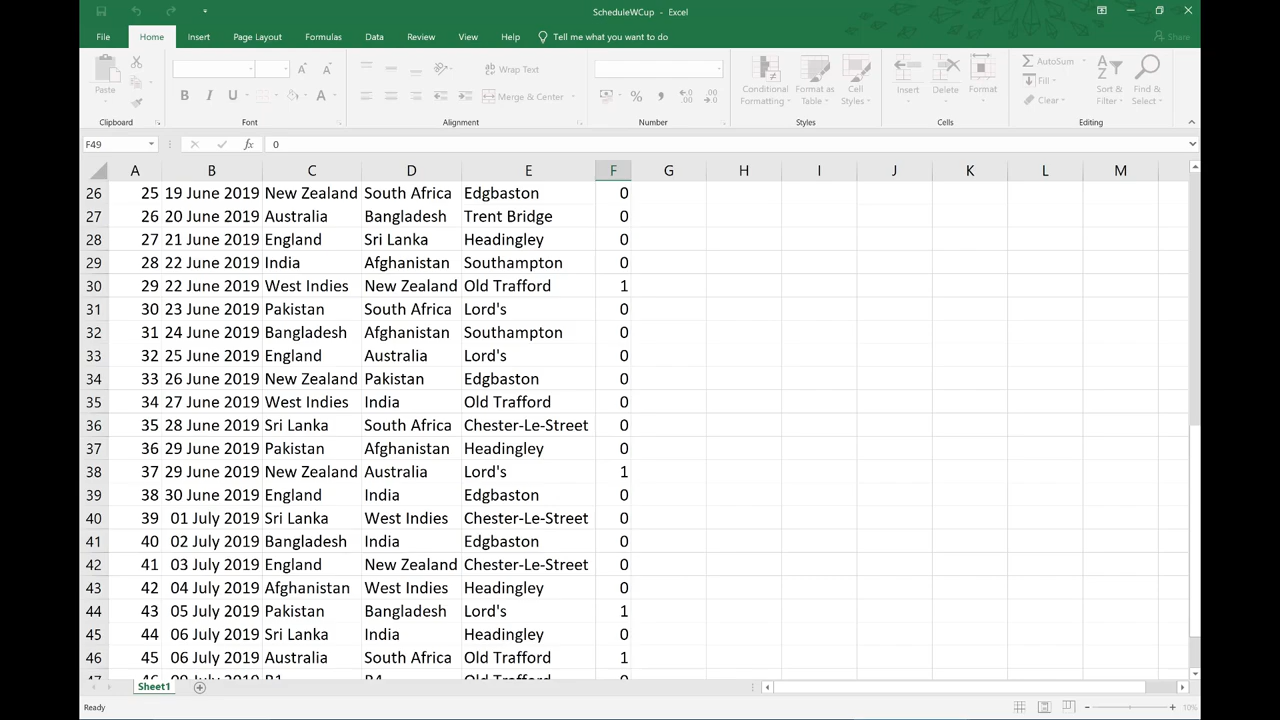 ScheduleWCup - Excel
Share
File Home Insert Page Layout Formulas Data Review View Help Tell me what you want to do
Paste
Wrap Text
Merge & Center
Conditional Formatting
Format as Table
Cell Styles
Insert
Delete
Format
AutoSum
Fill
Clear
Sort & Filter
Find & Select
Clipboard Font Alignment Number Styles Cells Editing
F49 fx 0
A B C D E F G H I J K L M
26 25 19 June 2019 New Zealand South Africa Edgbaston 0
27 26 20 June 2019 Australia Bangladesh Trent Bridge 0
28 27 21 June 2019 England Sri Lanka Headingley 0
29 28 22 June 2019 India Afghanistan Southampton 0
30 29 22 June 2019 West Indies New Zealand Old Trafford 1
31 30 23 June 2019 Pakistan South Africa Lord's 0
32 31 24 June 2019 Bangladesh Afghanistan Southampton 0
33 32 25 June 2019 England Australia Lord's 0
34 33 26 June 2019 New Zealand Pakistan Edgbaston 0
35 34 27 June 2019 West Indies India Old Trafford 0
36 35 28 June 2019 Sri Lanka South Africa Chester-Le-Street 0
37 36 29 June 2019 Pakistan Afghanistan Headingley 0
38 37 29 June 2019 New Zealand Australia Lord's 1
39 38 30 June 2019 England India Edgbaston 0
40 39 01 July 2019 Sri Lanka West Indies Chester-Le-Street 0
41 40 02 July 2019 Bangladesh India Edgbaston 0
42 41 03 July 2019 England New Zealand Chester-Le-Street 0
43 42 04 July 2019 Afghanistan West Indies Headingley 0
44 43 05 July 2019 Pakistan Bangladesh Lord's 1
45 44 06 July 2019 Sri Lanka India Headingley 0
46 45 06 July 2019 Australia South Africa Old Trafford 1
Sheet1
Ready